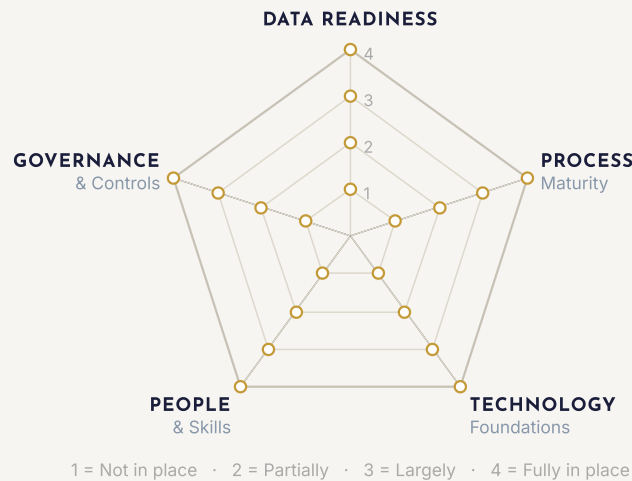 DATA READINESS
4
3
2
1
GOVERNANCE
& Controls
PROCESS
Maturity
PEOPLE
& Skills
TECHNOLOGY
Foundations
1 = Not in place · 2 = Partially · 3 = Largely · 4 = Fully in place